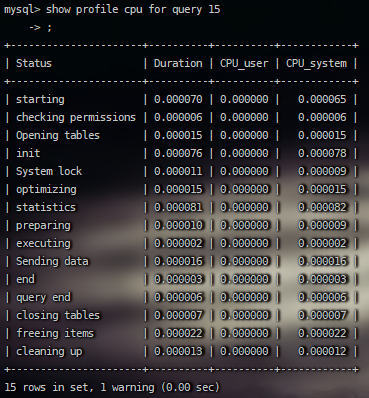 mysql> show profile cpu for query 15
    -> ;
+----------------------+----------+----------+------------+
| Status               | Duration | CPU_user | CPU_system |
+----------------------+----------+----------+------------+
| starting             | 0.000070 | 0.000000 |   0.000065 |
| checking permissions | 0.000006 | 0.000000 |   0.000006 |
| Opening tables       | 0.000015 | 0.000000 |   0.000015 |
| init                 | 0.000076 | 0.000000 |   0.000078 |
| System lock          | 0.000011 | 0.000000 |   0.000009 |
| optimizing           | 0.000015 | 0.000000 |   0.000015 |
| statistics           | 0.000081 | 0.000000 |   0.000082 |
| preparing            | 0.000010 | 0.000000 |   0.000009 |
| executing            | 0.000002 | 0.000000 |   0.000002 |
| Sending data         | 0.000016 | 0.000000 |   0.000016 |
| end                  | 0.000003 | 0.000000 |   0.000003 |
| query end            | 0.000006 | 0.000000 |   0.000006 |
| closing tables       | 0.000007 | 0.000000 |   0.000007 |
| freeing items        | 0.000022 | 0.000000 |   0.000022 |
| cleaning up          | 0.000013 | 0.000000 |   0.000012 |
+----------------------+----------+----------+------------+
15 rows in set, 1 warning (0.00 sec)